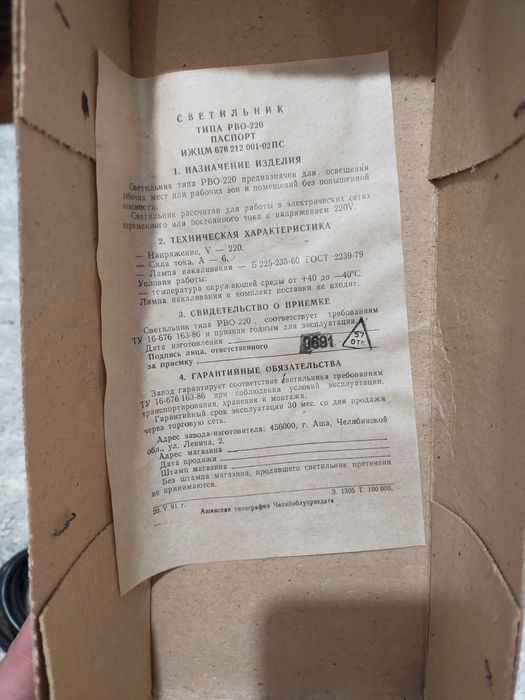 СВЕТИЛЬНИК
ТИПА РВО-220
ПАСПОРТ
ИЖЦМ 676 212 001-02ПС
1. НАЗНАЧЕНИЕ ИЗДЕЛИЯ
Светильник типа РВО-220 предназначен для освещения
рабочих мест или рабочих зон и помещений без повышенной
опасности.
Светильник рассчитан для работы в электрических сетях
переменного или постоянного тока с напряжением 220V.
2. ТЕХНИЧЕСКАЯ ХАРАКТЕРИСТИКА
— Напряжение, V — 220.
— Сила тока, А — 6.
— Лампа накаливания — Б 225-235-60 ГОСТ 2239-79
Условия работы:
— температура окружающей среды от +40 до —40°С.
Лампа накаливания в комплект поставки не входит.
3. СВИДЕТЕЛЬСТВО О ПРИЕМКЕ
Светильник типа РВО-220 соответствует требованиям
ТУ 16-676 163-86 и признан годным для эксплуатации.
Дата изготовления
Подпись лица, ответственного 0691 57
за приемку ОТК
4. ГАРАНТИЙНЫЕ ОБЯЗАТЕЛЬСТВА
Завод гарантирует соответствие светильника требованиям
ТУ 16-676 163-86 при соблюдении условий эксплуатации,
транспортирования, хранения и монтажа.
Гарантийный срок эксплуатации 30 мес. со дня продажи
через торговую сеть.
Адрес завода-изготовителя: 456000, г. Аша, Челябинской
обл., ул. Ленина, 2.
Адрес магазина
Дата продажи
Штамп магазина
Без штампа магазина, продавшего светильник претензии
не принимаются.
20. V 91 г. З. 1305 Т. 100 000.
Ашинская типография Челябоблуприздата